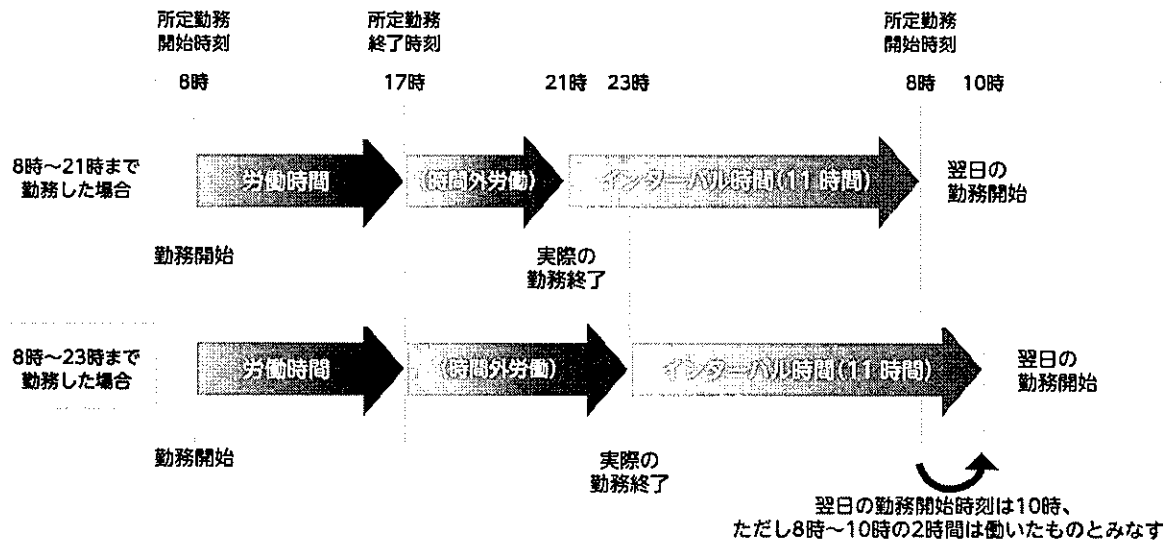 所定勤務
開始時刻
所定勤務
終了時刻
所定勤務
開始時刻
8時
17時
21時
23時
8時
10時
8時～21時まで
勤務した場合
労働時間
(時間外労働)
インターバル時間(11時間)
翌日の
勤務開始
勤務開始
実際の
勤務終了
8時～23時まで
勤務した場合
労働時間
(時間外労働)
インターバル時間(11時間)
翌日の
勤務開始
勤務開始
実際の
勤務終了
翌日の勤務開始時刻は10時、
ただし8時～10時の2時間は働いたものとみなす